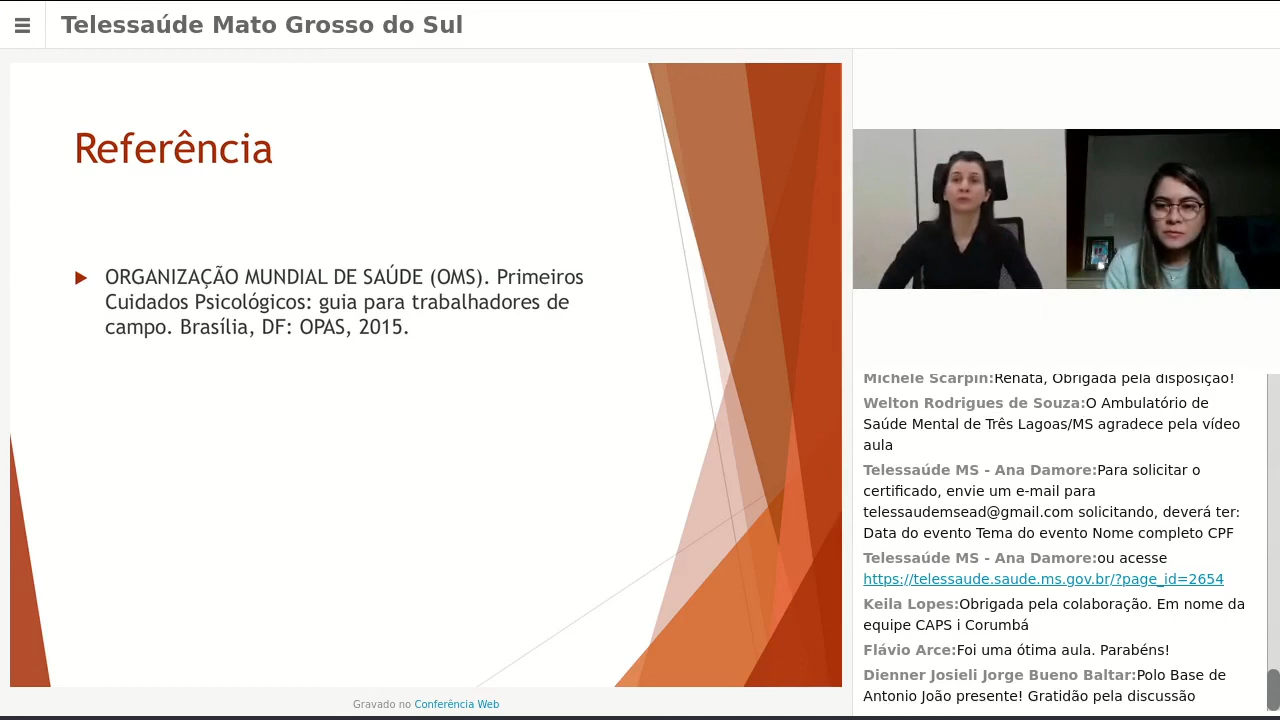 Telessaúde Mato Grosso do Sul
Referência
ORGANIZAÇÃO MUNDIAL DE SAÚDE (OMS). Primeiros
Cuidados Psicológicos: guia para trabalhadores de
campo. Brasília, DF: OPAS, 2015.
Gravado no Conferência Web
Michele Scarpin:Renata, Obrigada pela disposição!
Welton Rodrigues de Souza:O Ambulatório de
Saúde Mental de Três Lagoas/MS agradece pela vídeo
aula
Telessaúde MS - Ana Damore:Para solicitar o
certificado, envie um e-mail para
telessaudemsead@gmail.com solicitando, deverá ter:
Data do evento Tema do evento Nome completo CPF
Telessaúde MS - Ana Damore:ou acesse
https://telessaude.saude.ms.gov.br/?page_id=2654
Keila Lopes:Obrigada pela colaboração. Em nome da
equipe CAPS i Corumbá
Flávio Arce:Foi uma ótima aula. Parabéns!
Dienner Josieli Jorge Bueno Baltar:Polo Base de
Antonio João presente! Gratidão pela discussão